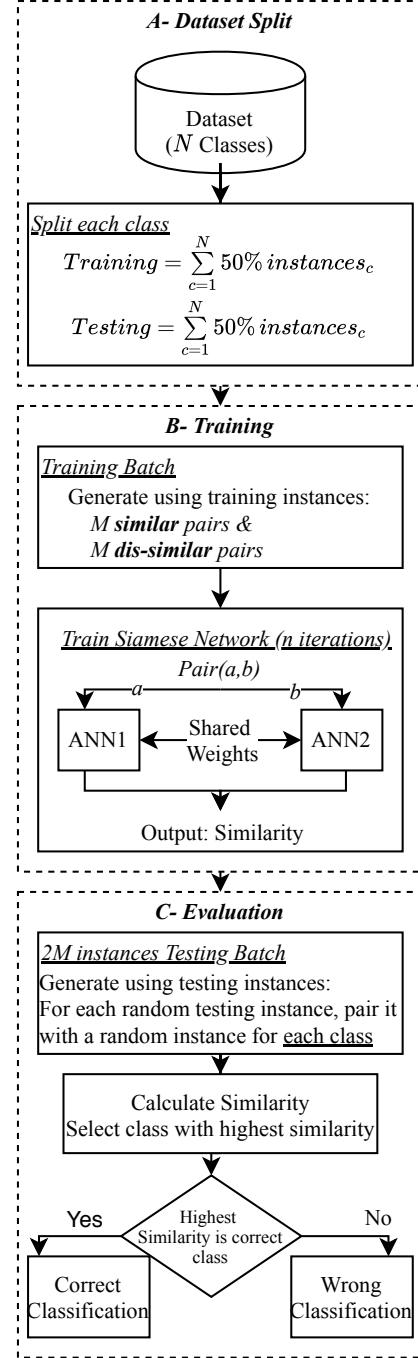 A- Dataset Split
Dataset
(N Classes)
Split each class
Training = ∑_{c=1}^{N} 50% instances_c
Testing = ∑_{c=1}^{N} 50% instances_c
B- Training
Training Batch
Generate using training instances:
M similar pairs &
M dis-similar pairs
Train Siamese Network (n iterations)
Pair(a,b)
a
b
ANN1
Shared
Weights
ANN2
Output: Similarity
C- Evaluation
2M instances Testing Batch
Generate using testing instances:
For each random testing instance, pair it
with a random instance for each class
Calculate Similarity
Select class with highest similarity
Highest
Similarity is correct
class
Yes
No
Correct
Classification
Wrong
Classification